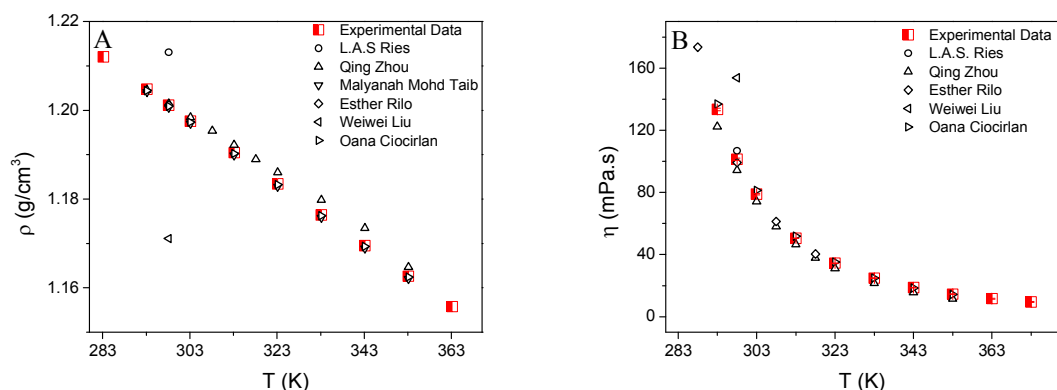 A
1.22
1.20
1.18
1.16
ρ (g/cm³)
283
303
323
343
363
T (K)
Experimental Data
L.A.S Ries
Qing Zhou
Malyanah Mohd Taib
Esther Rilo
Weiwei Liu
Oana Ciocirlan
B
160
120
80
40
0
η (mPa.s)
283
303
323
343
363
T (K)
Experimental Data
L.A.S. Ries
Qing Zhou
Esther Rilo
Weiwei Liu
Oana Ciocirlan